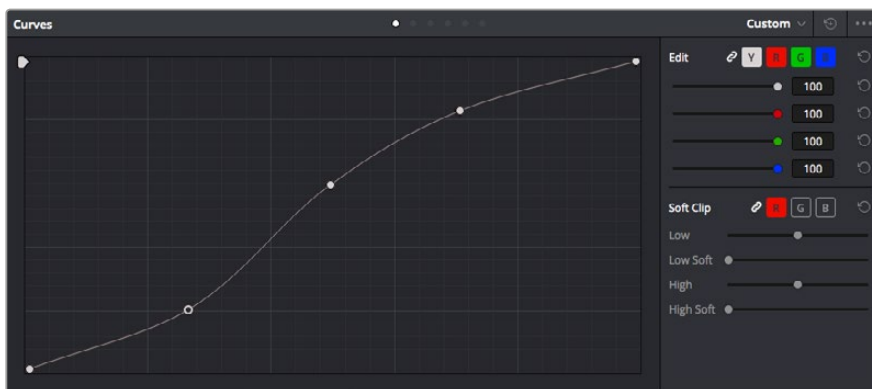 Curves Custom
Edit Y R G B
100
100
100
100
Soft Clip R G B
Low
Low Soft
High
High Soft